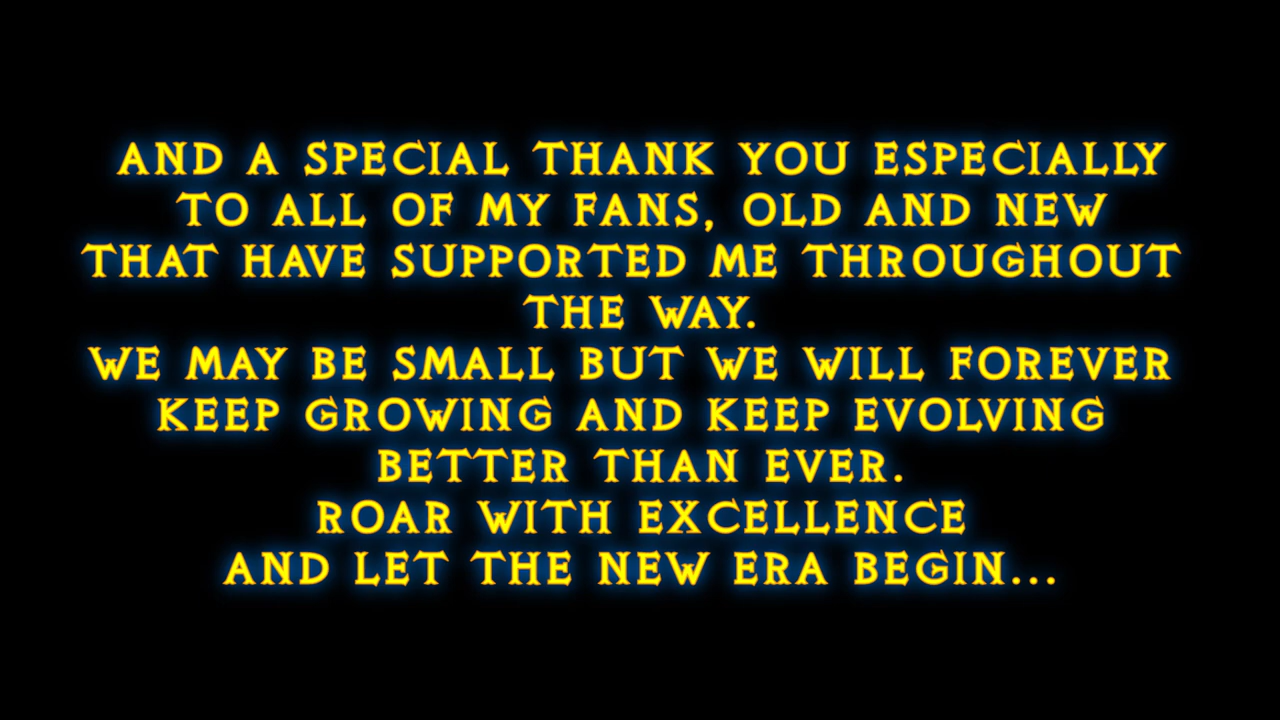 AND A SPECIAL THANK YOU ESPECIALLY
TO ALL OF MY FANS, OLD AND NEW
THAT HAVE SUPPORTED ME THROUGHOUT
THE WAY.
WE MAY BE SMALL BUT WE WILL FOREVER
KEEP GROWING AND KEEP EVOLVING
BETTER THAN EVER.
ROAR WITH EXCELLENCE
AND LET THE NEW ERA BEGIN...